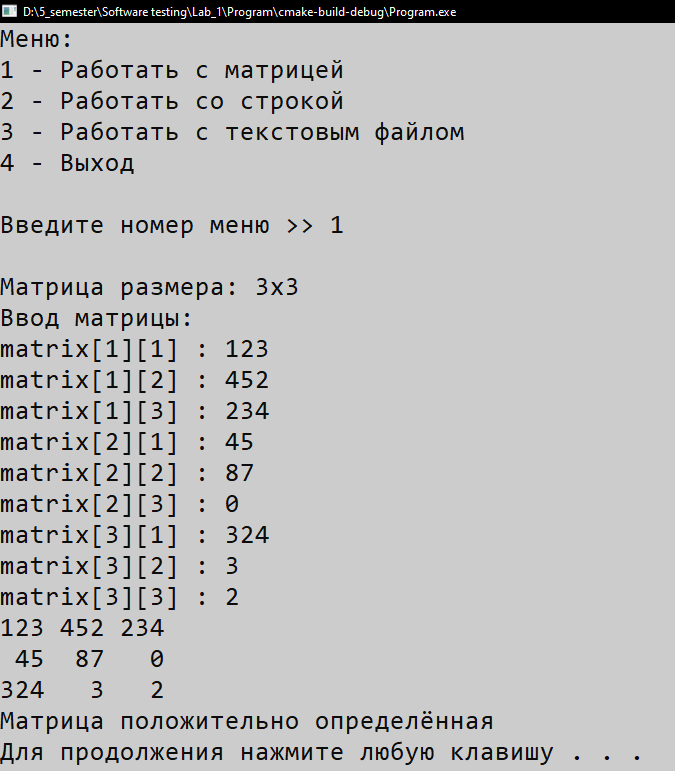 D:\5_semester\Software testing\Lab_1\Program\cmake-build-debug\Program.exe
Меню:
1 - Работать с матрицей
2 - Работать со строкой
3 - Работать с текстовым файлом
4 - Выход
Введите номер меню >> 1
Матрица размера: 3x3
Ввод матрицы:
matrix[1][1] : 123
matrix[1][2] : 452
matrix[1][3] : 234
matrix[2][1] : 45
matrix[2][2] : 87
matrix[2][3] : 0
matrix[3][1] : 324
matrix[3][2] : 3
matrix[3][3] : 2
123 452 234
 45  87   0
324   3   2
Матрица положительно определённая
Для продолжения нажмите любую клавишу . . .